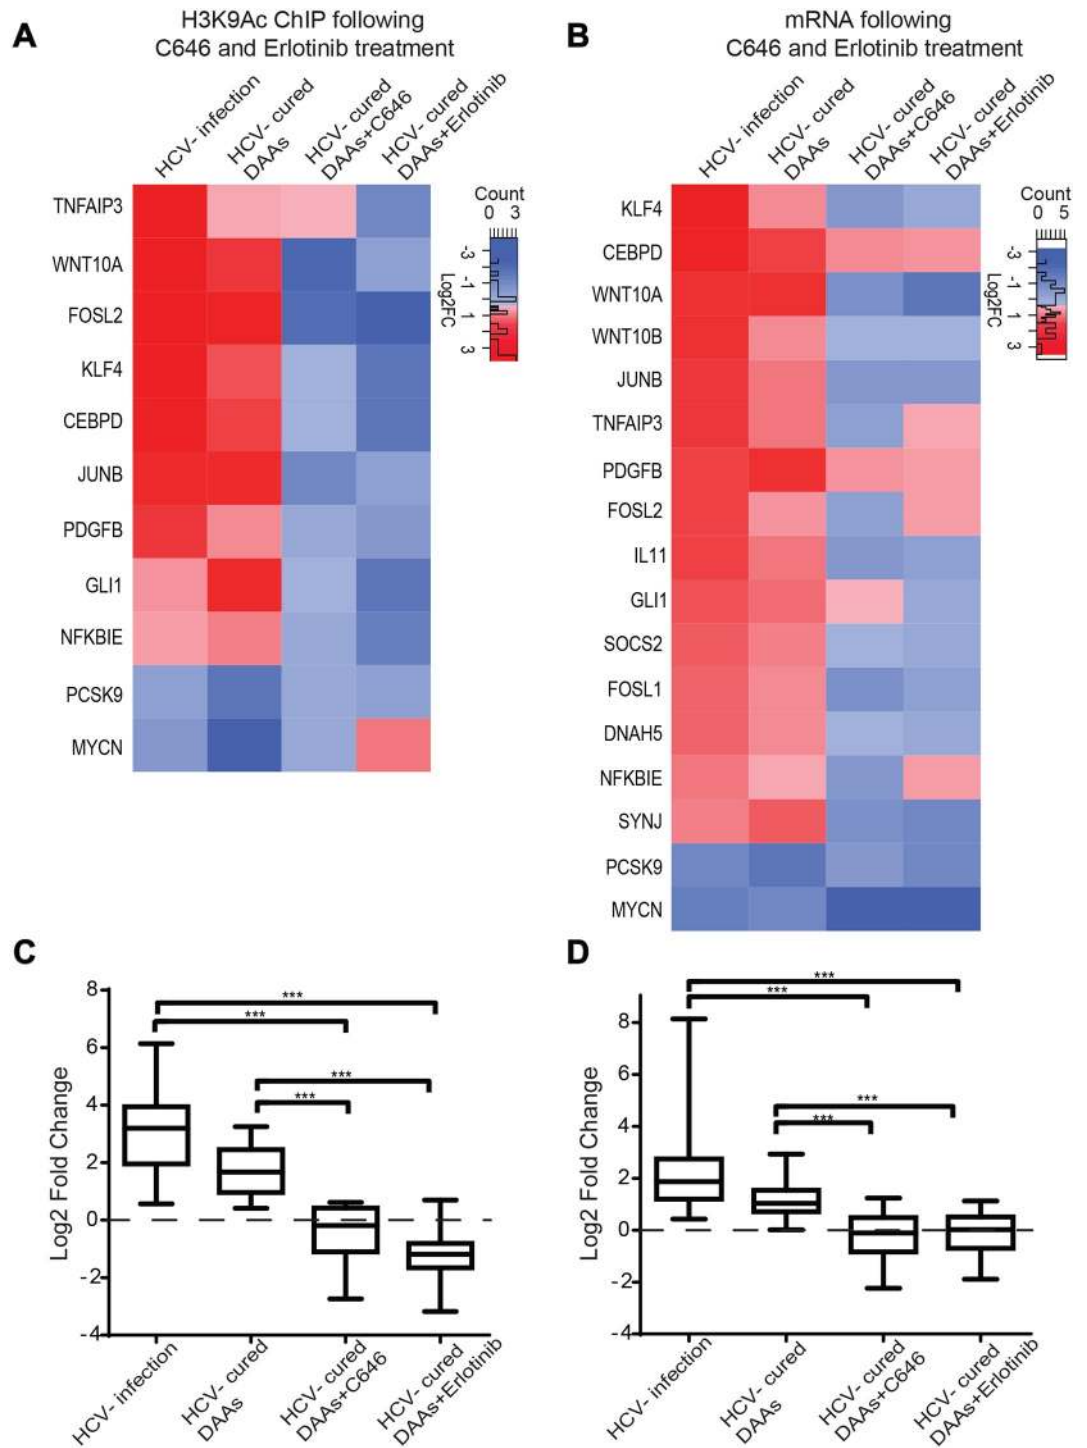 A
H3K9Ac ChIP following
C646 and Erlotinib treatment
HCV- infection
HCV- cured
DAAs
HCV- cured
DAAs+C646
HCV- cured
DAAs+Erlotinib
TNFAIP3
WNT10A
FOSL2
KLF4
CEBPD
JUNB
PDGFB
GLI1
NFKBIE
PCSK9
MYCN
Count
0 3
-3
-1
1
3
Log2FC
B
mRNA following
C646 and Erlotinib treatment
HCV- infection
HCV- cured
DAAs
HCV- cured
DAAs+C646
HCV- cured
DAAs+Erlotinib
KLF4
CEBPD
WNT10A
WNT10B
JUNB
TNFAIP3
PDGFB
FOSL2
IL11
GLI1
SOCS2
FOSL1
DNAH5
NFKBIE
SYNJ
PCSK9
MYCN
Count
0 5
-3
-1
1
3
Log2FC
C
Log2 Fold Change
8
6
4
2
0
-2
-4
***
***
***
***
HCV- infection
HCV- cured
DAAs
HCV- cured
DAAs+C646
HCV- cured
DAAs+Erlotinib
D
Log2 Fold Change
8
6
4
2
0
-2
-4
***
***
***
***
HCV- infection
HCV- cured
DAAs
HCV- cured
DAAs+C646
HCV- cured
DAAs+Erlotinib